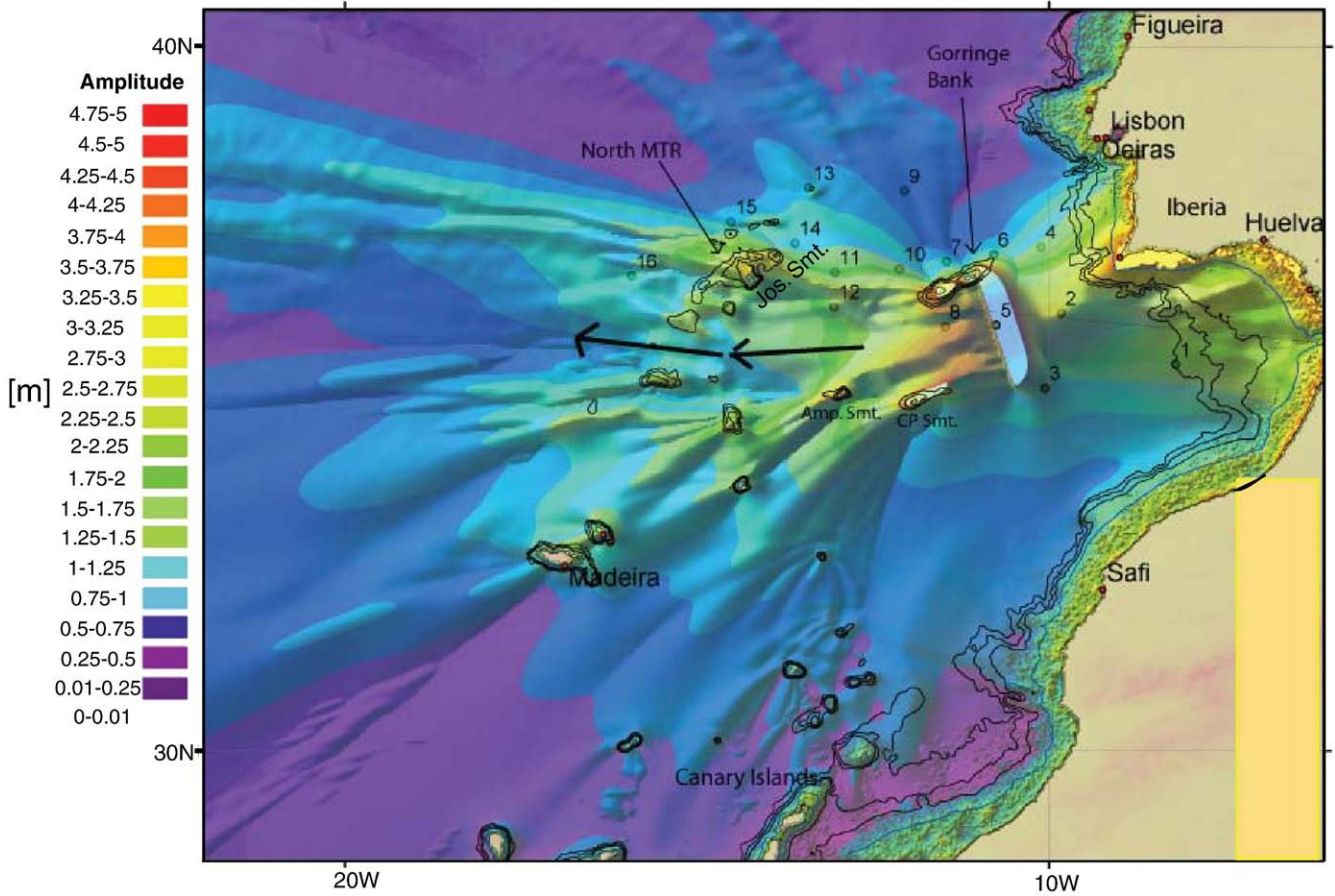 40N
30N
20W
10W
Amplitude
[m]
4.75-5
4.5-5
4.25-4.5
4-4.25
3.75-4
3.5-3.75
3.25-3.5
3-3.25
2.75-3
2.5-2.75
2.25-2.5
2-2.25
1.75-2
1.5-1.75
1.25-1.5
1-1.25
0.75-1
0.5-0.75
0.25-0.5
0.01-0.25
0-0.01
Figueira
Gorringe
Bank
Lisbon
Oeiras
North MTR
Iberia
Huelva
13
9
15
14
4
6
7
10
11
16
Jos. Smt.
12
8
5
2
1
3
Amp. Smt.
CP Smt.
Madeira
Safi
Canary Islands